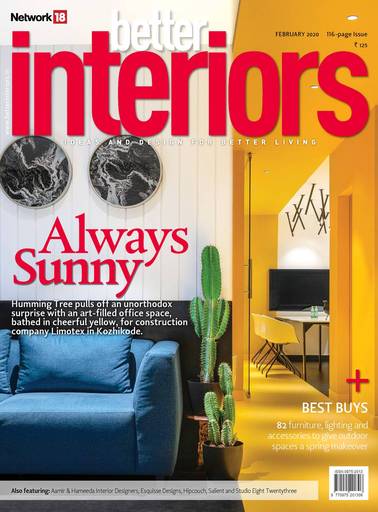 Network 18
better
FEBRUARY 2020 116-page Issue
₹ 125
interiors
IDEAS AND DESIGN FOR BETTER LIVING
Always
Sunny
Humming Tree pulls off an unorthodox
surprise with an art-filled office space,
bathed in cheerful yellow, for construction
company Limotex in Kozhikode.
+
BEST BUYS
82 furniture, lighting and
accessories to give outdoor
spaces a spring makeover
Also featuring: Aamir & Hameeda Interior Designers, Esquisse Designs, Hipcouch, Salient and Studio Eight Twentythree